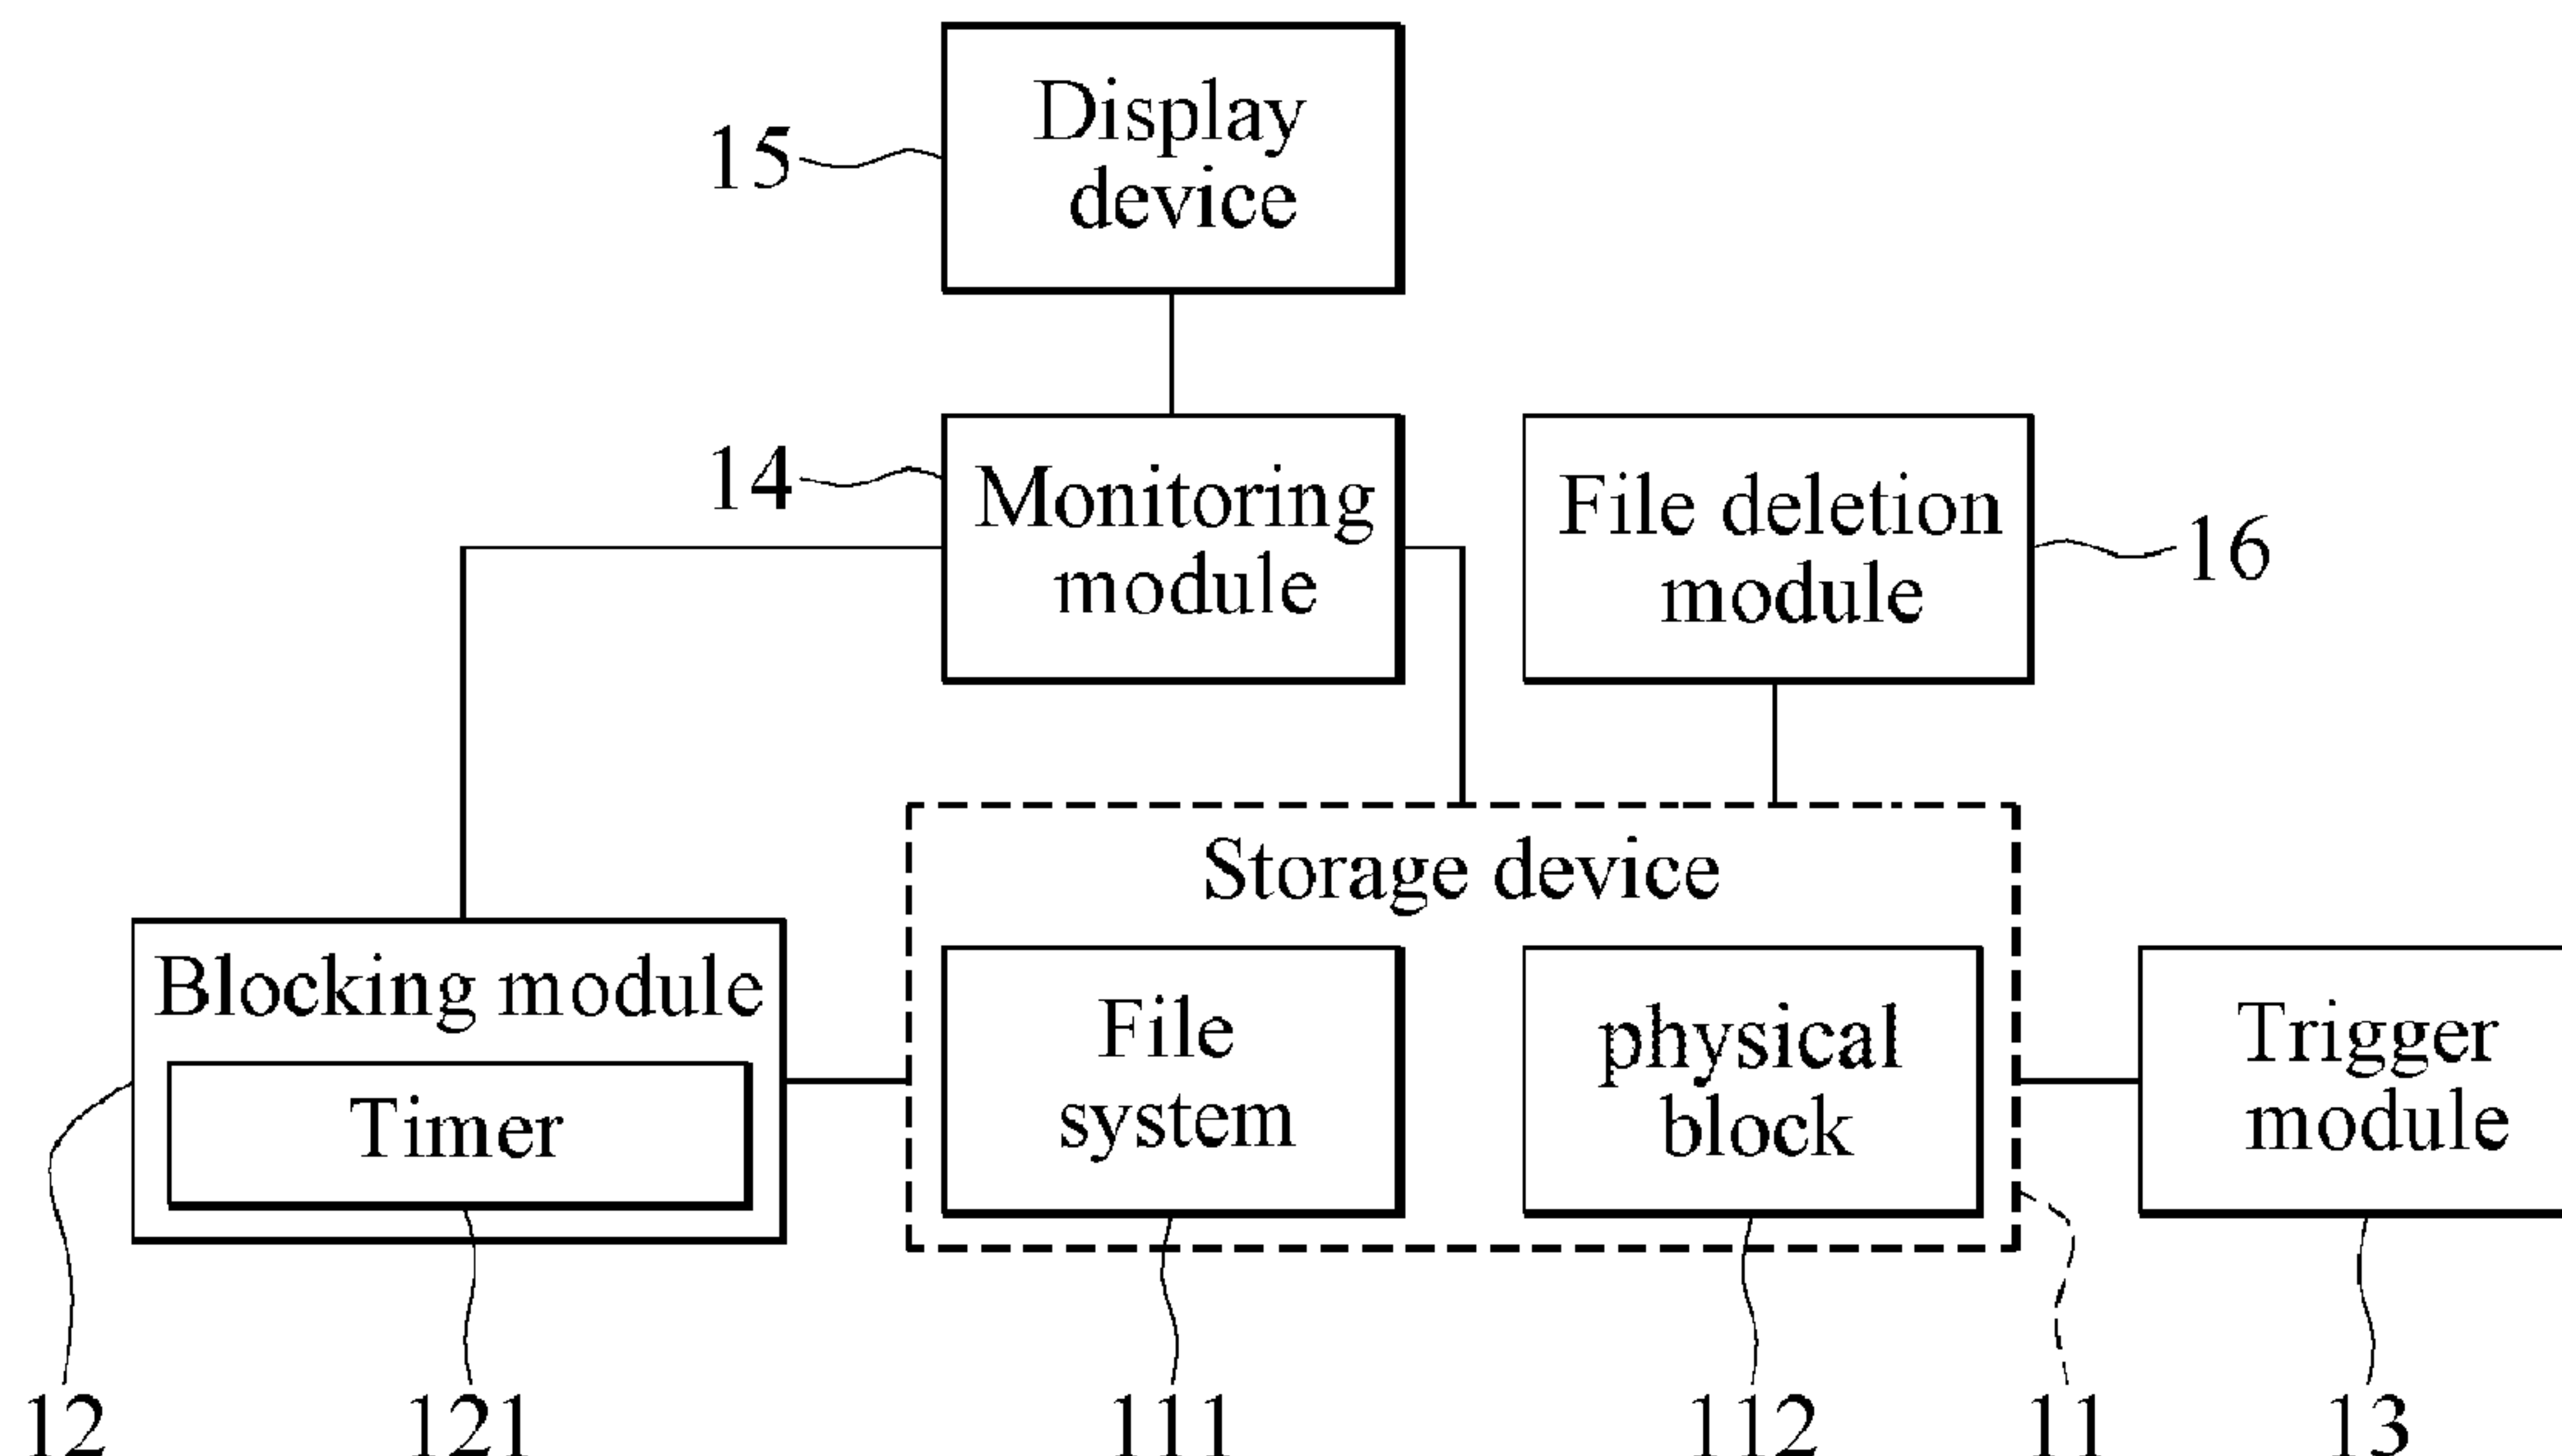 Display
device
15
14
Monitoring
module
File deletion
module
16
Storage device
Blocking module
Timer
File
system
physical
block
Trigger
module
12
121
111
112
11
13